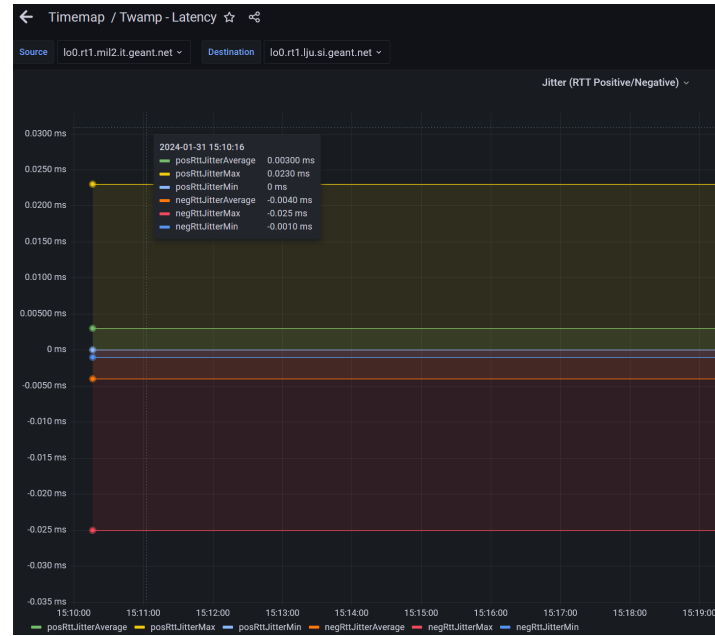 Timemap / Twamp - Latency
Source lo0.rt1.mil2.it.geant.net Destination lo0.rt1.lju.si.geant.net
Jitter (RTT Positive/Negative)
0.0300 ms
0.0250 ms
0.0200 ms
0.0150 ms
0.0100 ms
0.00500 ms
0 ms
-0.0050 ms
-0.010 ms
-0.015 ms
-0.020 ms
-0.025 ms
-0.030 ms
-0.035 ms
2024-01-31 15:10:16
posRttJitterAverage 0.00300 ms
posRttJitterMax 0.0230 ms
posRttJitterMin 0 ms
negRttJitterAverage -0.0040 ms
negRttJitterMax -0.025 ms
negRttJitterMin -0.0010 ms
15:10:00 15:11:00 15:12:00 15:13:00 15:14:00 15:15:00 15:16:00 15:17:00 15:18:00 15:19:00
posRttJitterAverage posRttJitterMax posRttJitterMin negRttJitterAverage negRttJitterMax negRttJitterMin